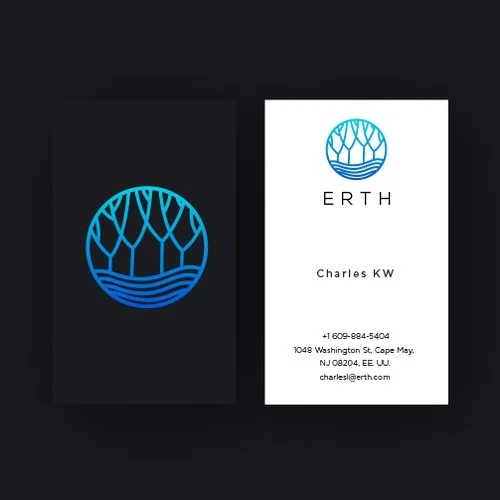 ERTH
Charles KW
+1 609-884-5404
1048 Washington St, Cape May,
NJ 08204, EE. UU.
charlesl@erth.com